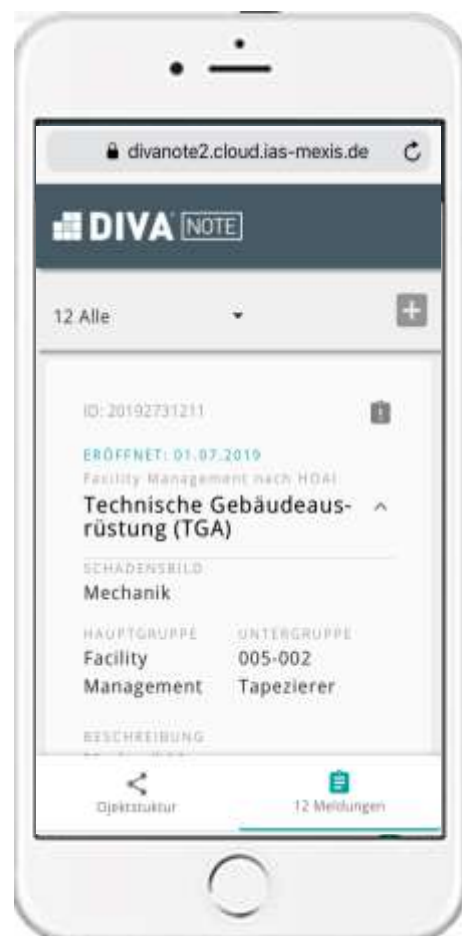 divanote2.cloud.ias-mexis.de
DIVA NOTE
12 Alle
ID: 20192731211
ERÖFFNET: 01.07.2019
Facility Management nach HOAI
Technische Gebäudeaus-
rüstung (TGA)
SCHADENSBILD
Mechanik
HAUPTGRUPPE UNTERGRUPPE
Facility 005-002
Management Tapezierer
BESCHREIBUNG
Ojektstuktur 12 Meldungen